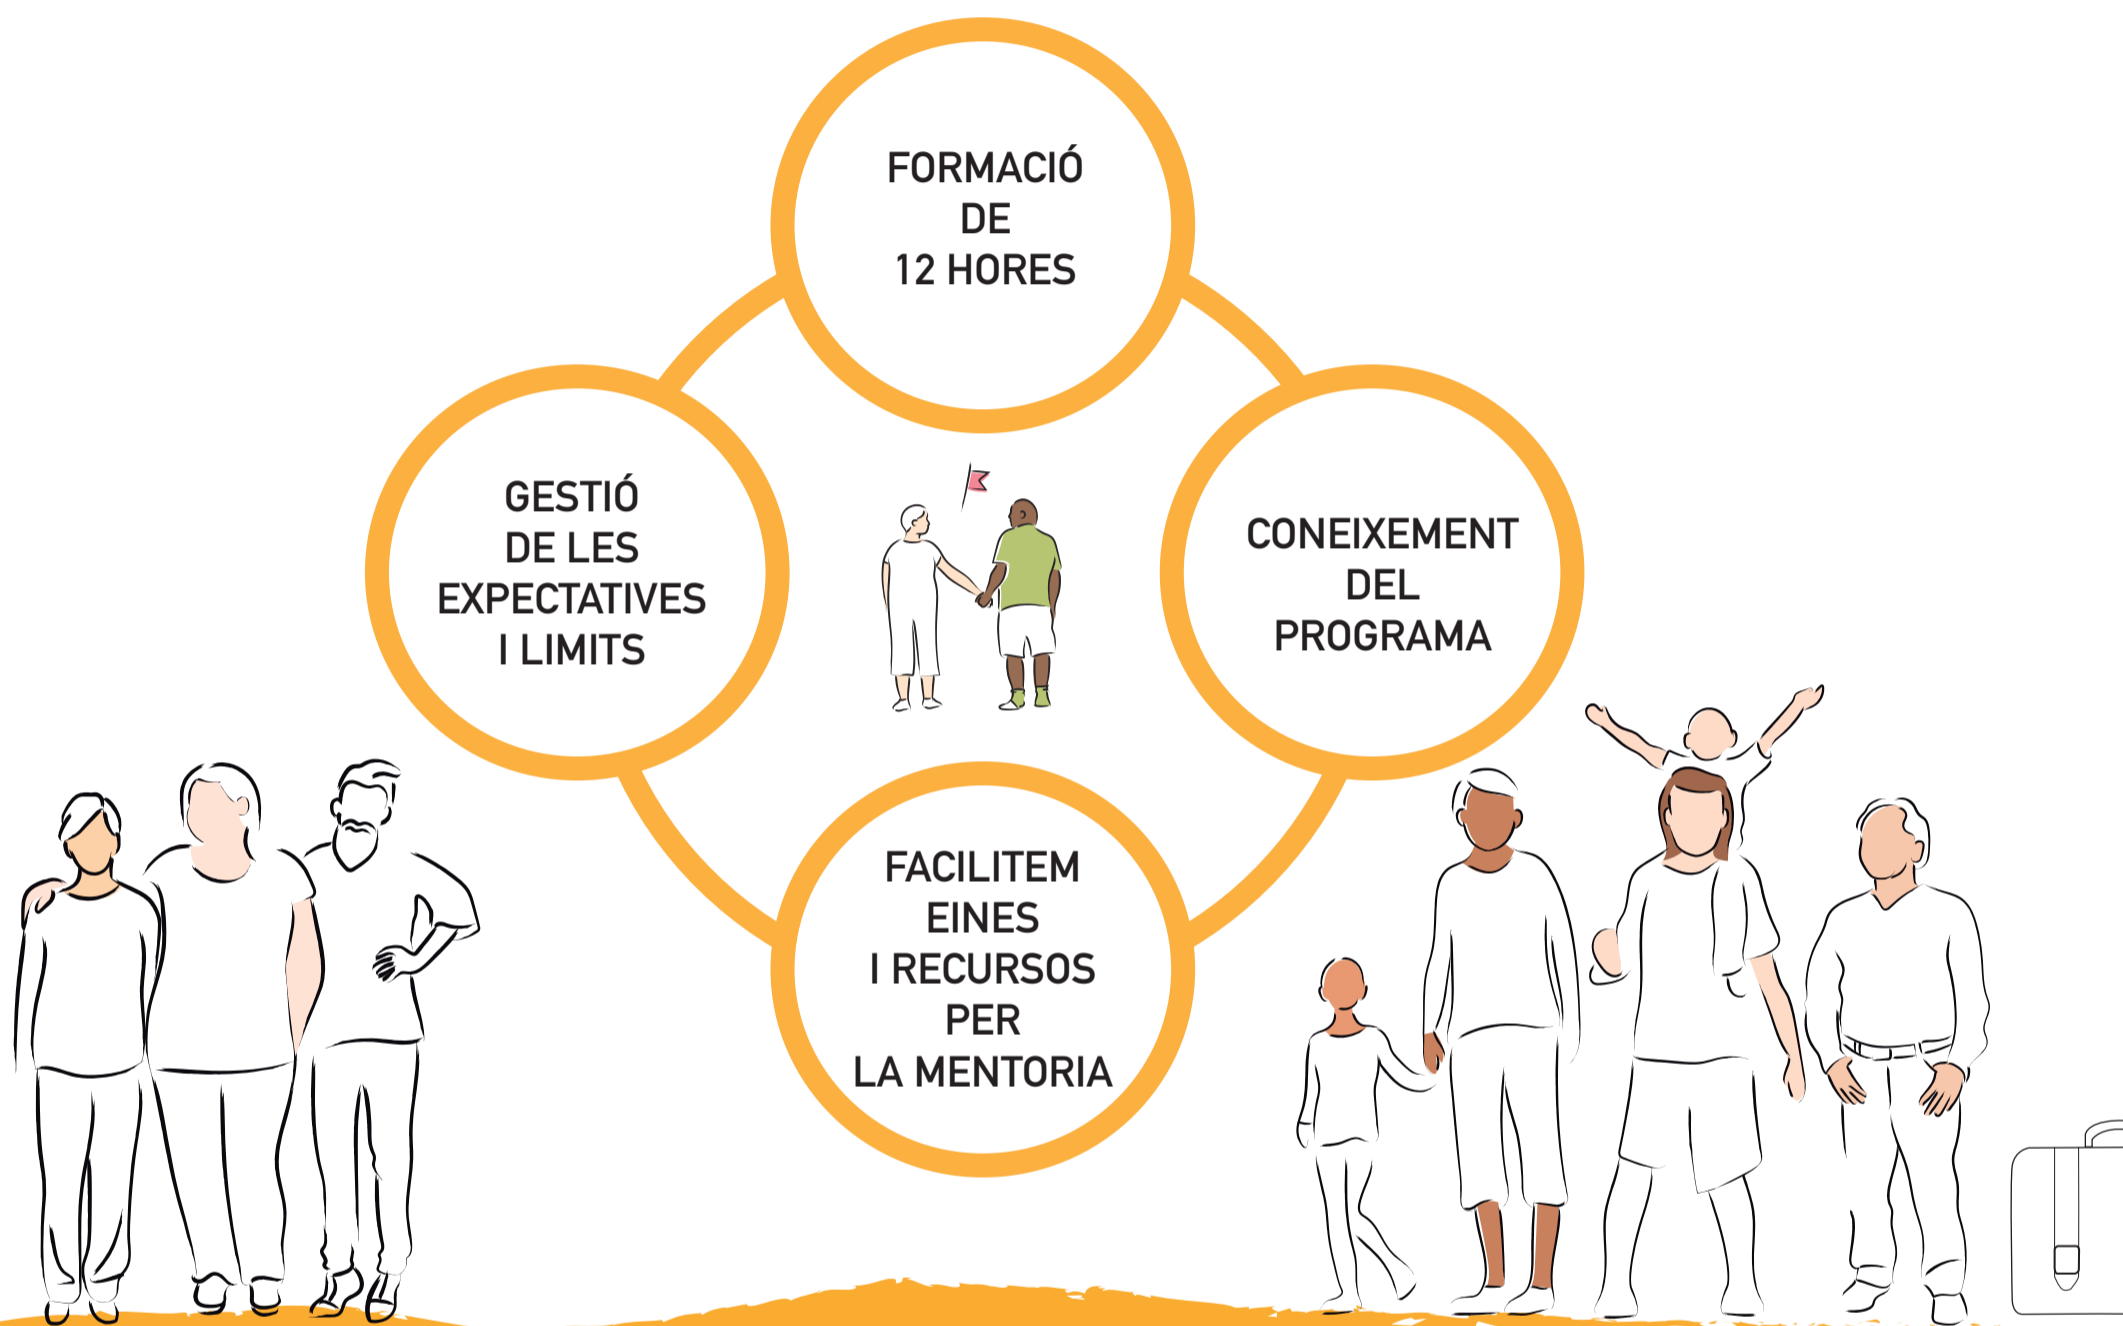 FORMACIÓ
DE
12 HORES
GESTIÓ
DE LES
EXPECTATIVES
I LIMITS
CONEIXEMENT
DEL
PROGRAMA
FACILITEM
EINES
I RECURSOS
PER
LA MENTORIA